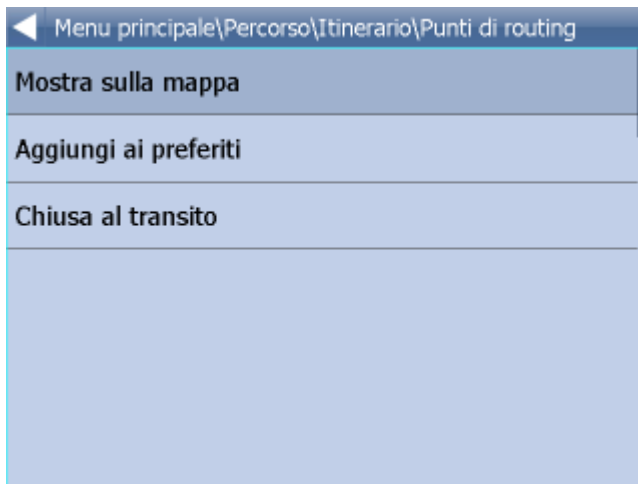 Menu principale\Percorso\Itinerario\Punti di routing
Mostra sulla mappa
Aggiungi ai preferiti
Chiusa al transito